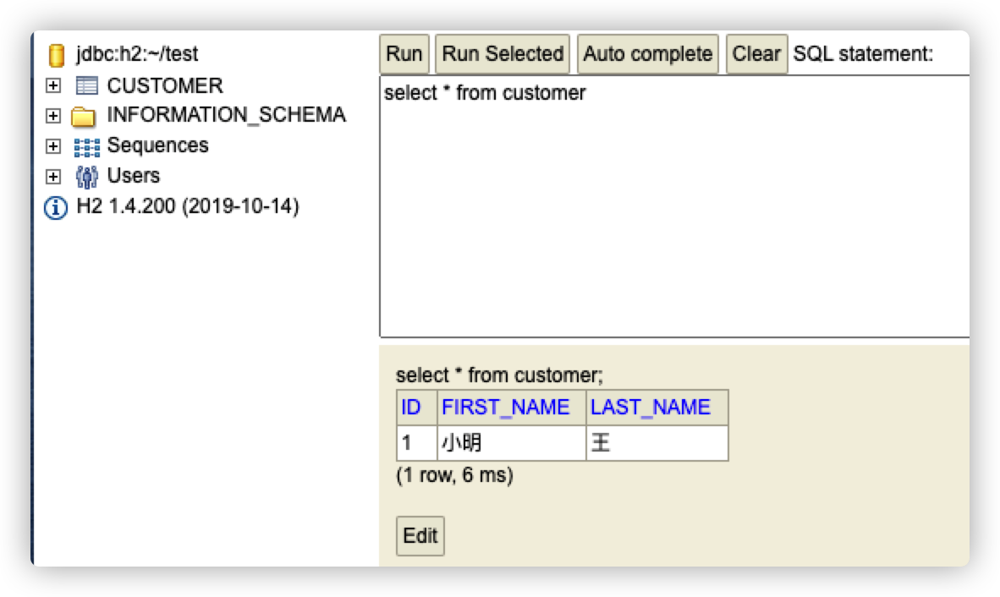 jdbc:h2:~/test
CUSTOMER
INFORMATION_SCHEMA
Sequences
Users
H2 1.4.200 (2019-10-14)
Run Run Selected Auto complete Clear SQL statement:
select * from customer
select * from customer;
ID FIRST_NAME LAST_NAME
1 小明 王
(1 row, 6 ms)
Edit